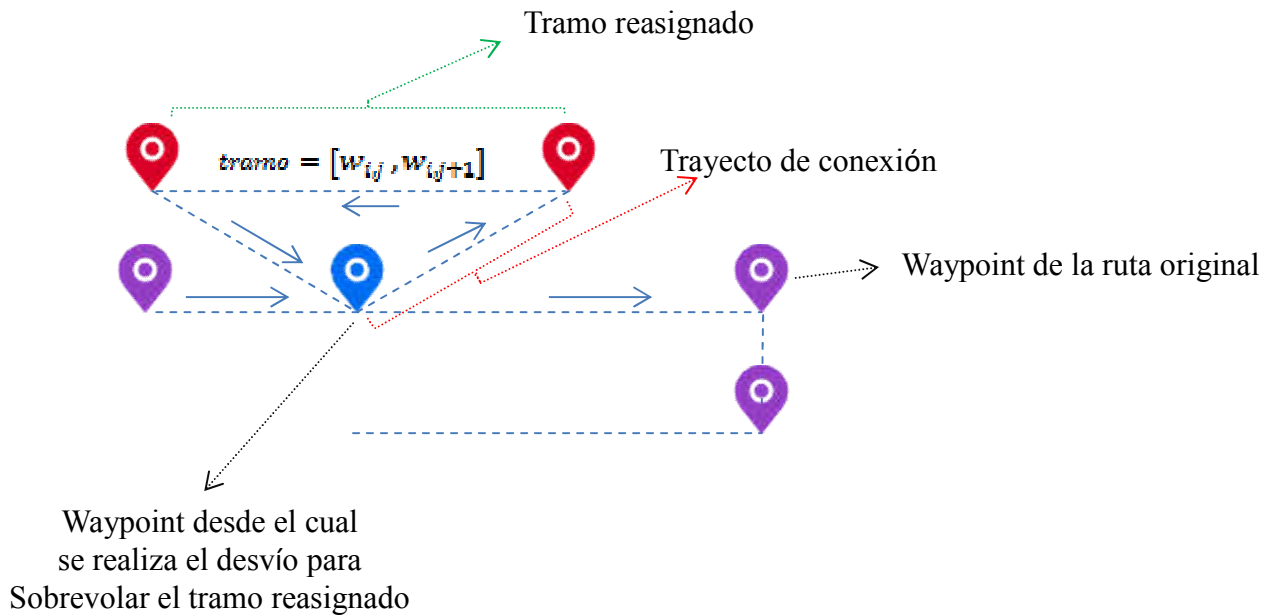 Tramo reasignado
tramo = [w_{i,j} , w_{i,j+1}]
Trayecto de conexión
Waypoint de la ruta original
Waypoint desde el cual
se realiza el desvío para
Sobrevolar el tramo reasignado